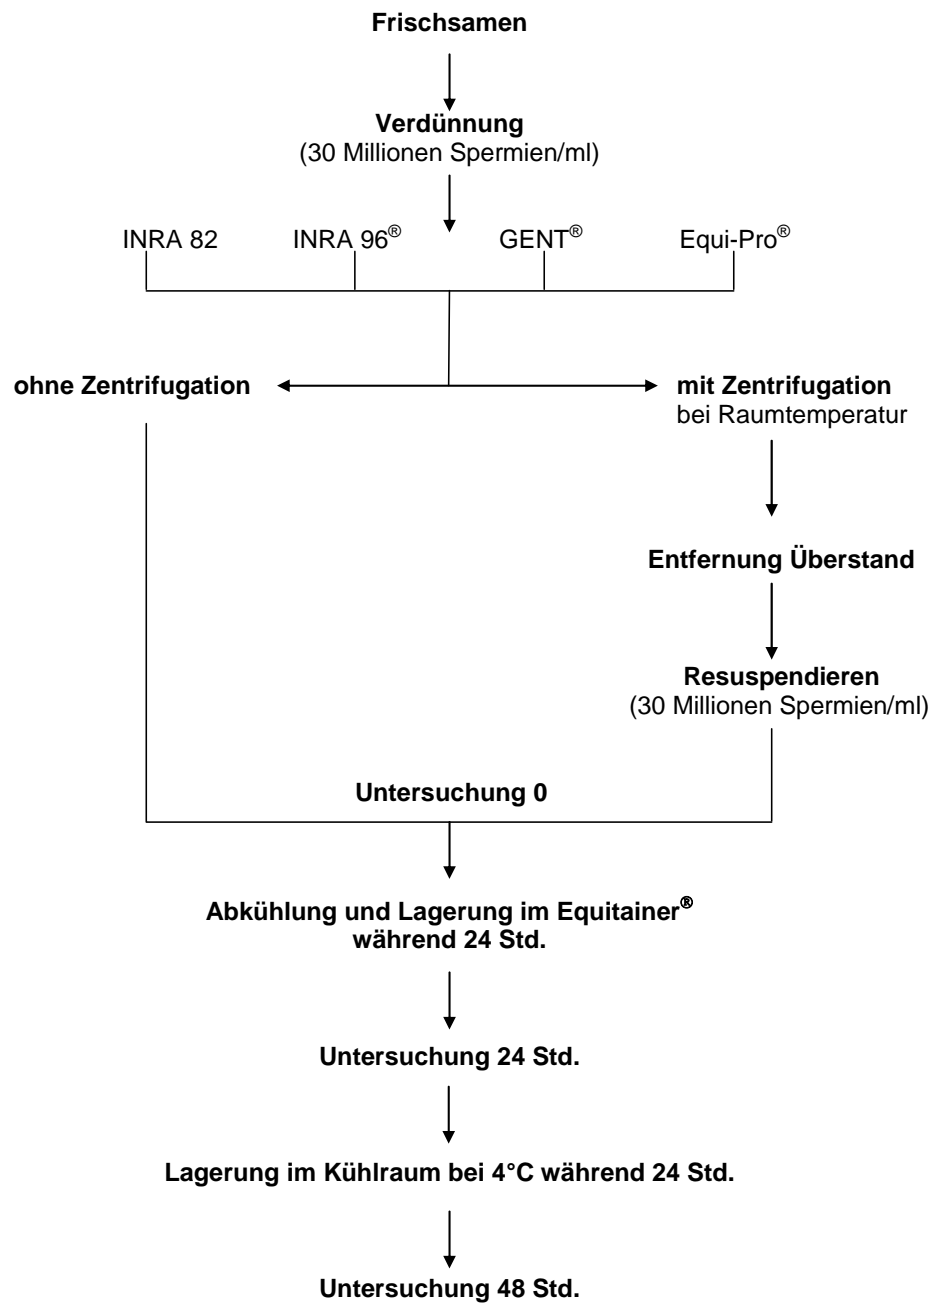 Frischsamen
Verdünnung
(30 Millionen Spermien/ml)
INRA 82 INRA 96® GENT® Equi-Pro®
ohne Zentrifugation mit Zentrifugation
bei Raumtemperatur
Entfernung Überstand
Resuspendieren
(30 Millionen Spermien/ml)
Untersuchung 0
Abkühlung und Lagerung im Equitainer®
während 24 Std.
Untersuchung 24 Std.
Lagerung im Kühlraum bei 4°C während 24 Std.
Untersuchung 48 Std.